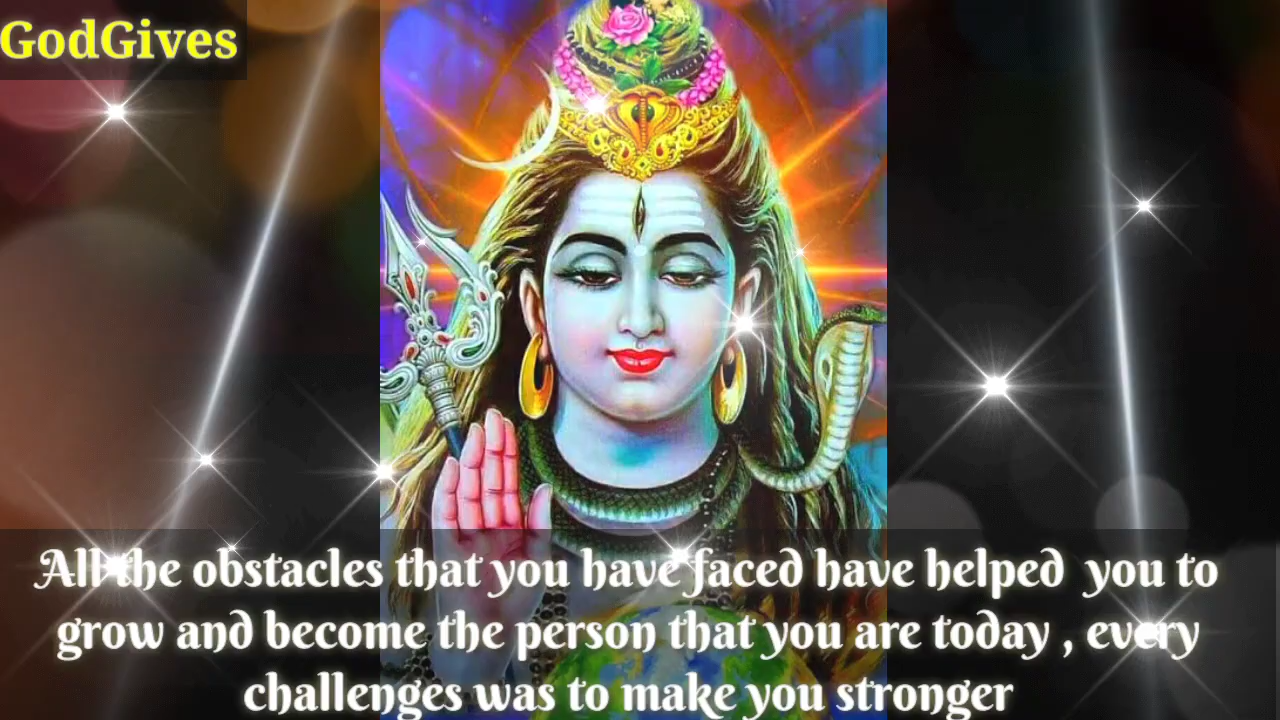 GodGives
All the obstacles that you have faced have helped you to
grow and become the person that you are today , every
challenges was to make you stronger